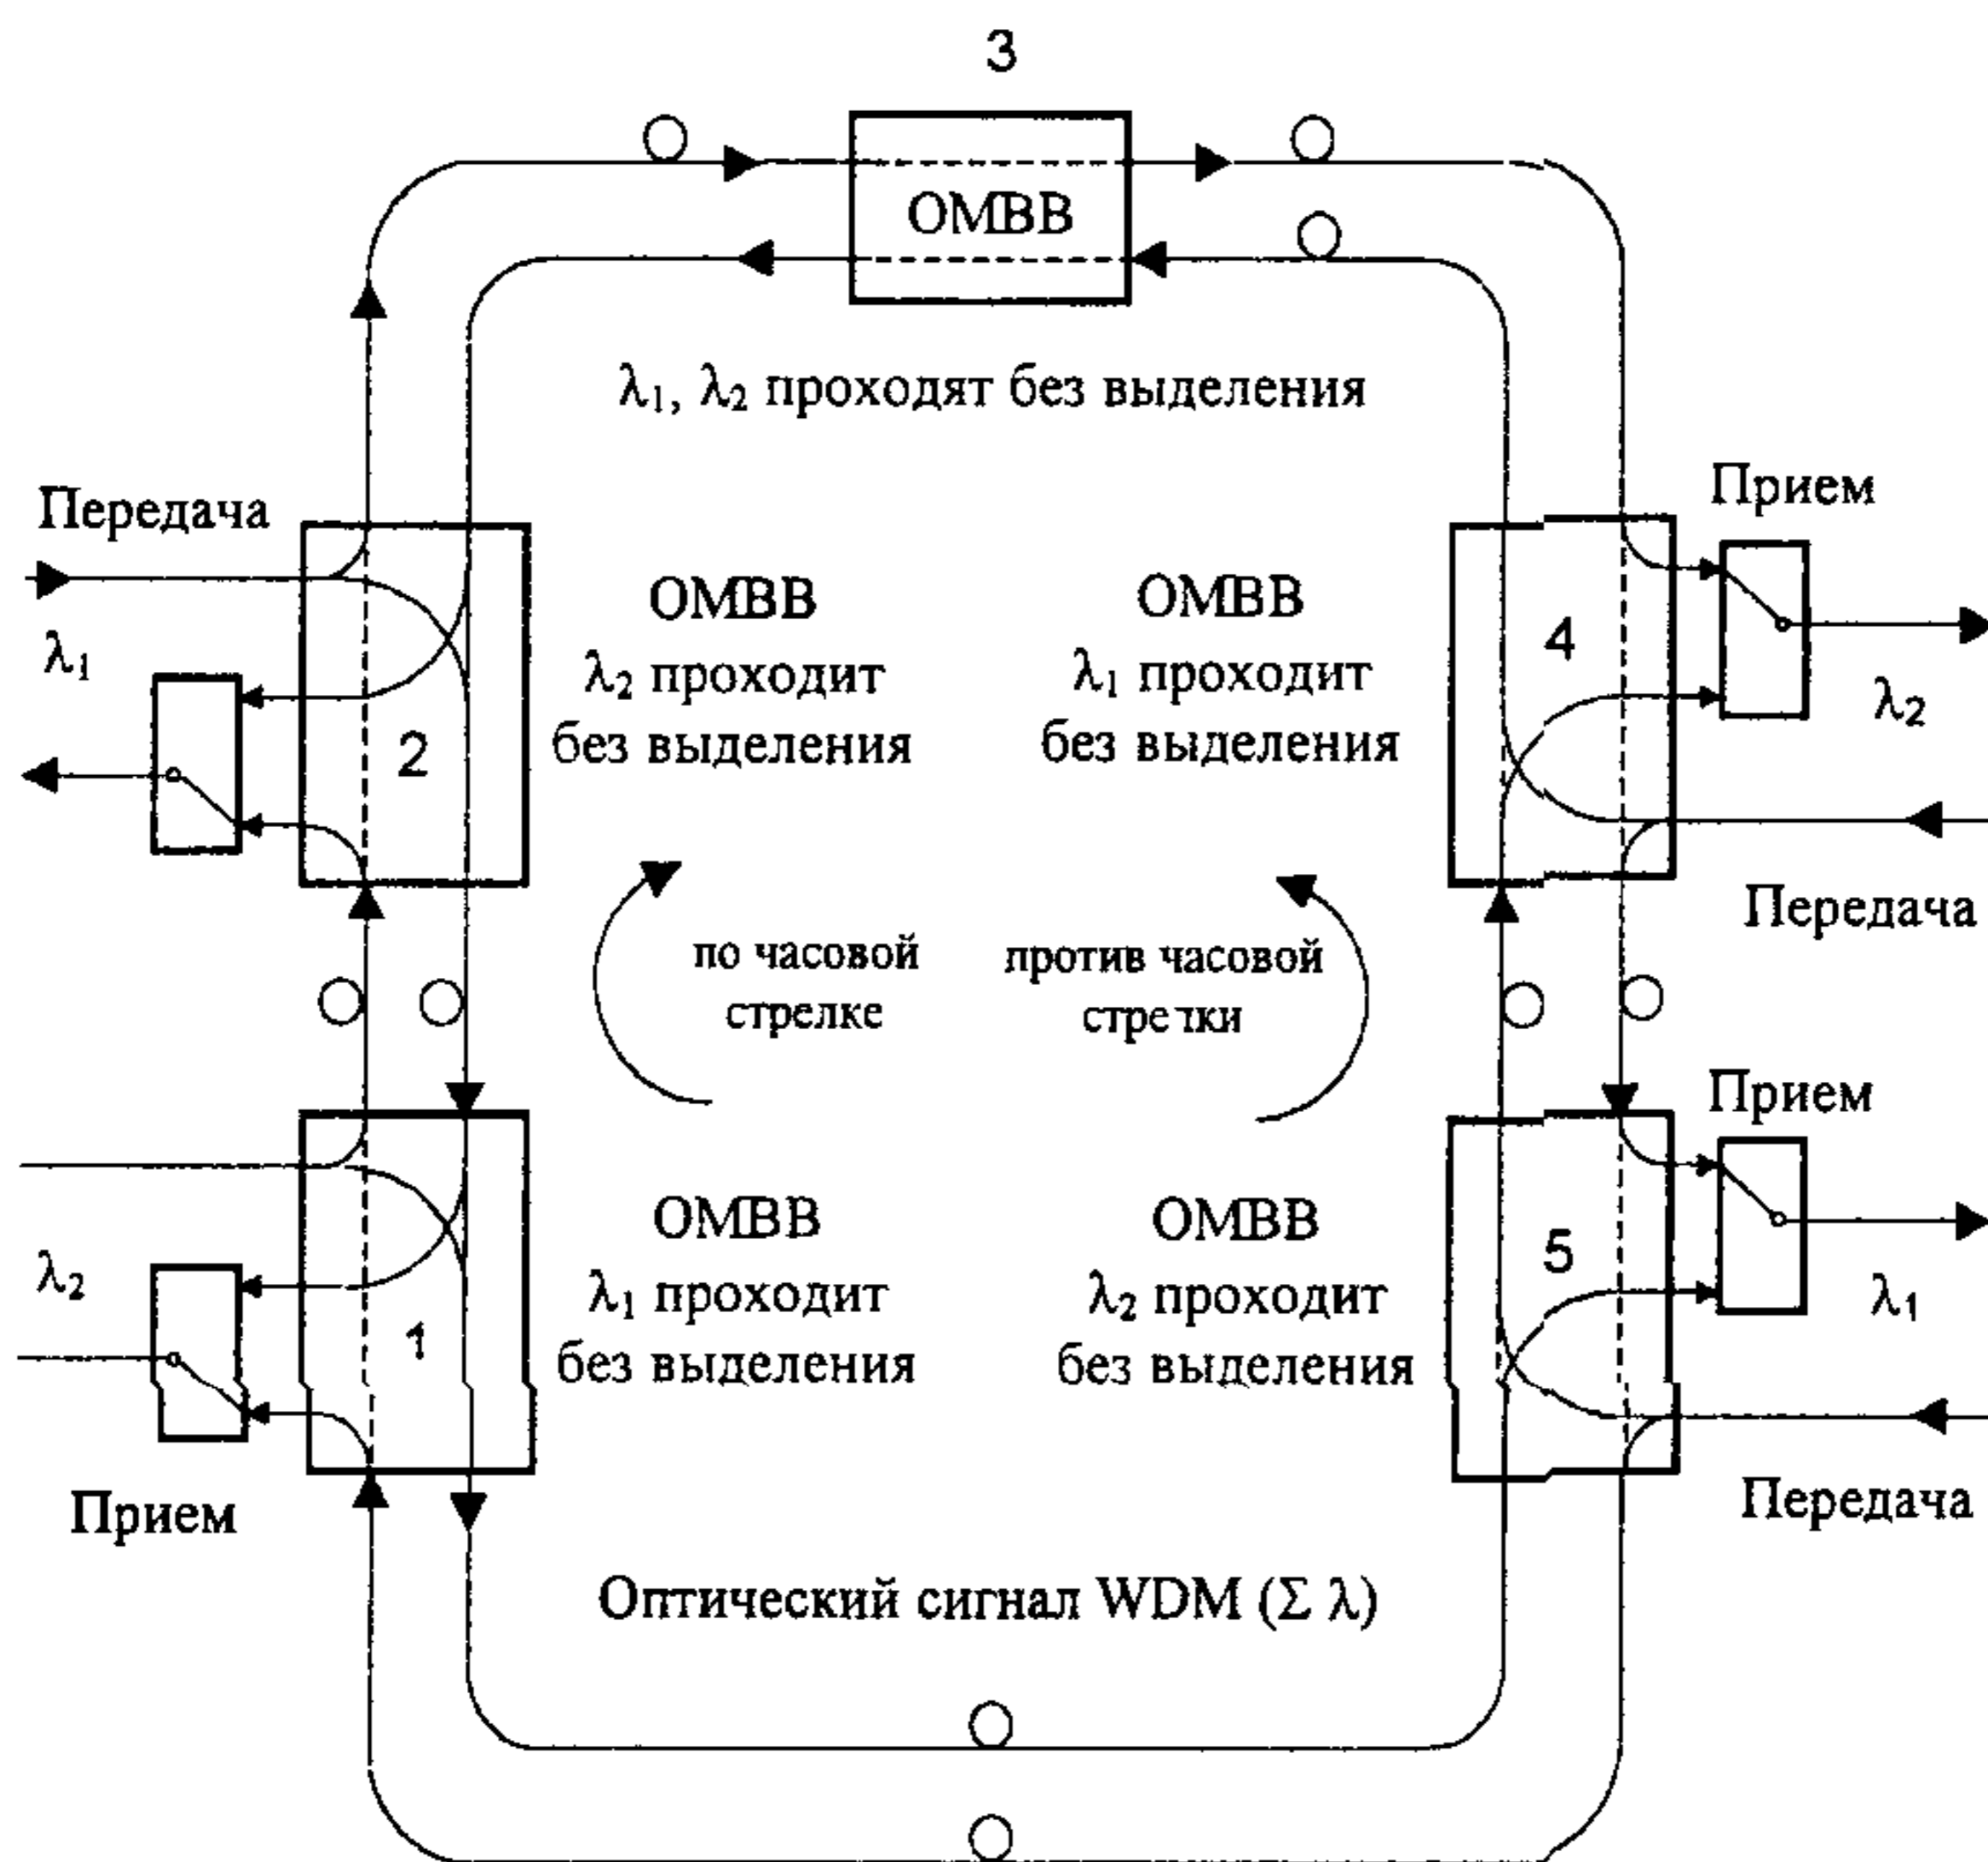 3
ОМВВ
λ₁, λ₂ проходят без выделения
Передача
λ₁
2
ОМВВ
λ₂ проходит
без выделения
ОМВВ
λ₁ проходит
без выделения
4
Прием
λ₂
Передача
по часовой
стрелке
против часовой
стрелки
λ₂
1
Прием
ОМВВ
λ₁ проходит
без выделения
ОМВВ
λ₂ проходит
без выделения
5
Прием
λ₁
Передача
Оптический сигнал WDM (Σ λ)